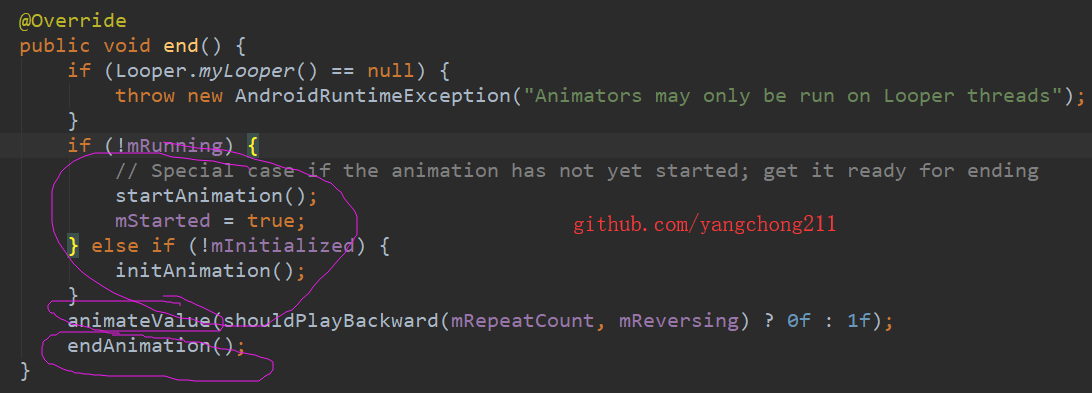 @Override
public void end() {
if (Looper.myLooper() == null) {
throw new AndroidRuntimeException("Animators may only be run on Looper threads");
}
if (!mRunning) {
// Special case if the animation has not yet started; get it ready for ending
startAnimation();
mStarted = true;
github.com/yangchong211
} else if (!mInitialized) {
initAnimation();
}
animateValue(shouldPlayBackward(mRepeatCount, mReversing) ? 0f : 1f);
endAnimation();
}